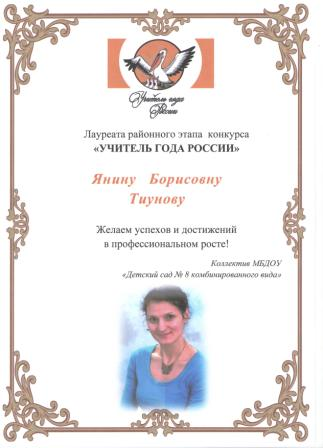 Учитель года
России
Лауреата районного этапа конкурса
«УЧИТЕЛЬ ГОДА РОССИИ»
Янину Борисовну
Тиунову
Желаем успехов и достижений
в профессиональном росте!
Коллектив МБДОУ
«Детский сад № 8 комбинированного вида»